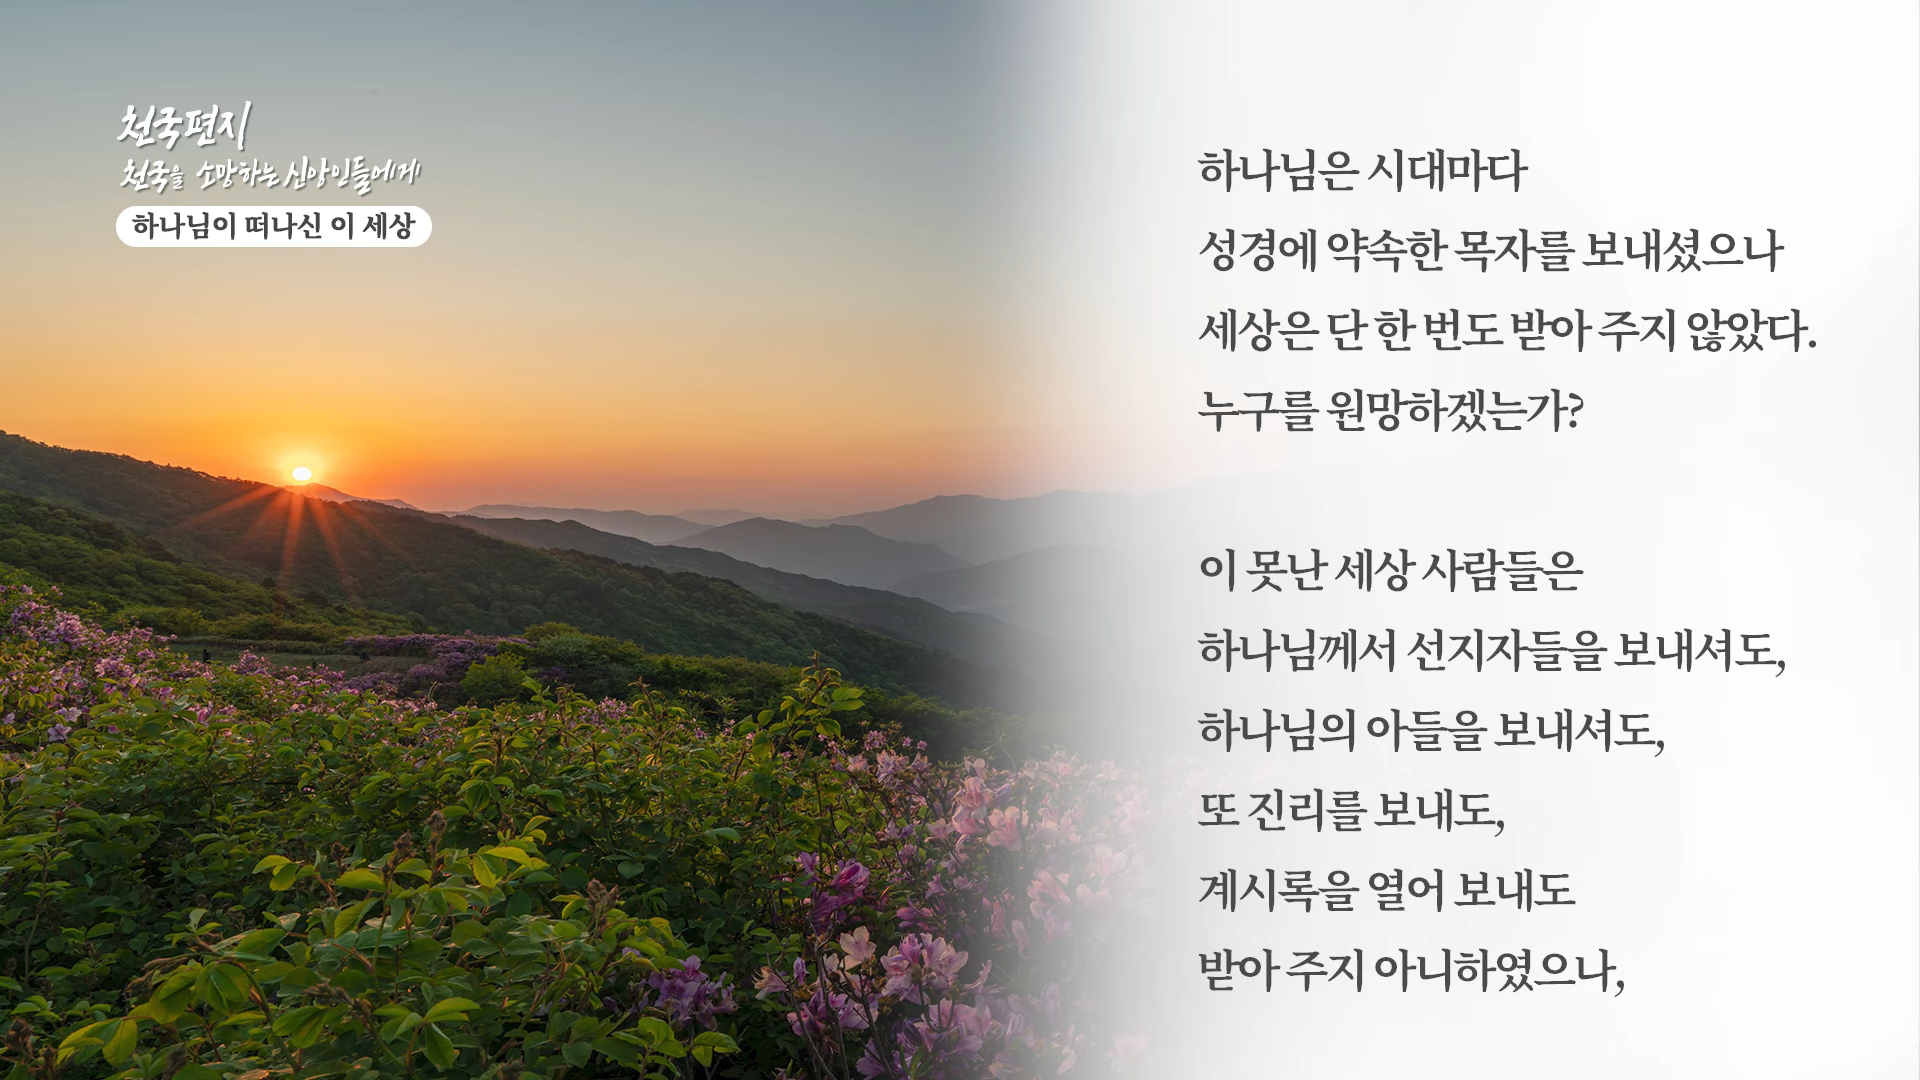 천국편지
천국을 소망하는 신앙인들에게
하나님이 떠나신 이 세상
하나님은 시대마다
성경에 약속한 목자를 보내셨으나
세상은 단 한 번도 받아 주지 않았다.
누구를 원망하겠는가?
이 못난 세상 사람들은
하나님께서 선지자들을 보내셔도,
하나님의 아들을 보내셔도,
또 진리를 보내도,
계시록을 열어 보내도
받아 주지 아니하였으나,